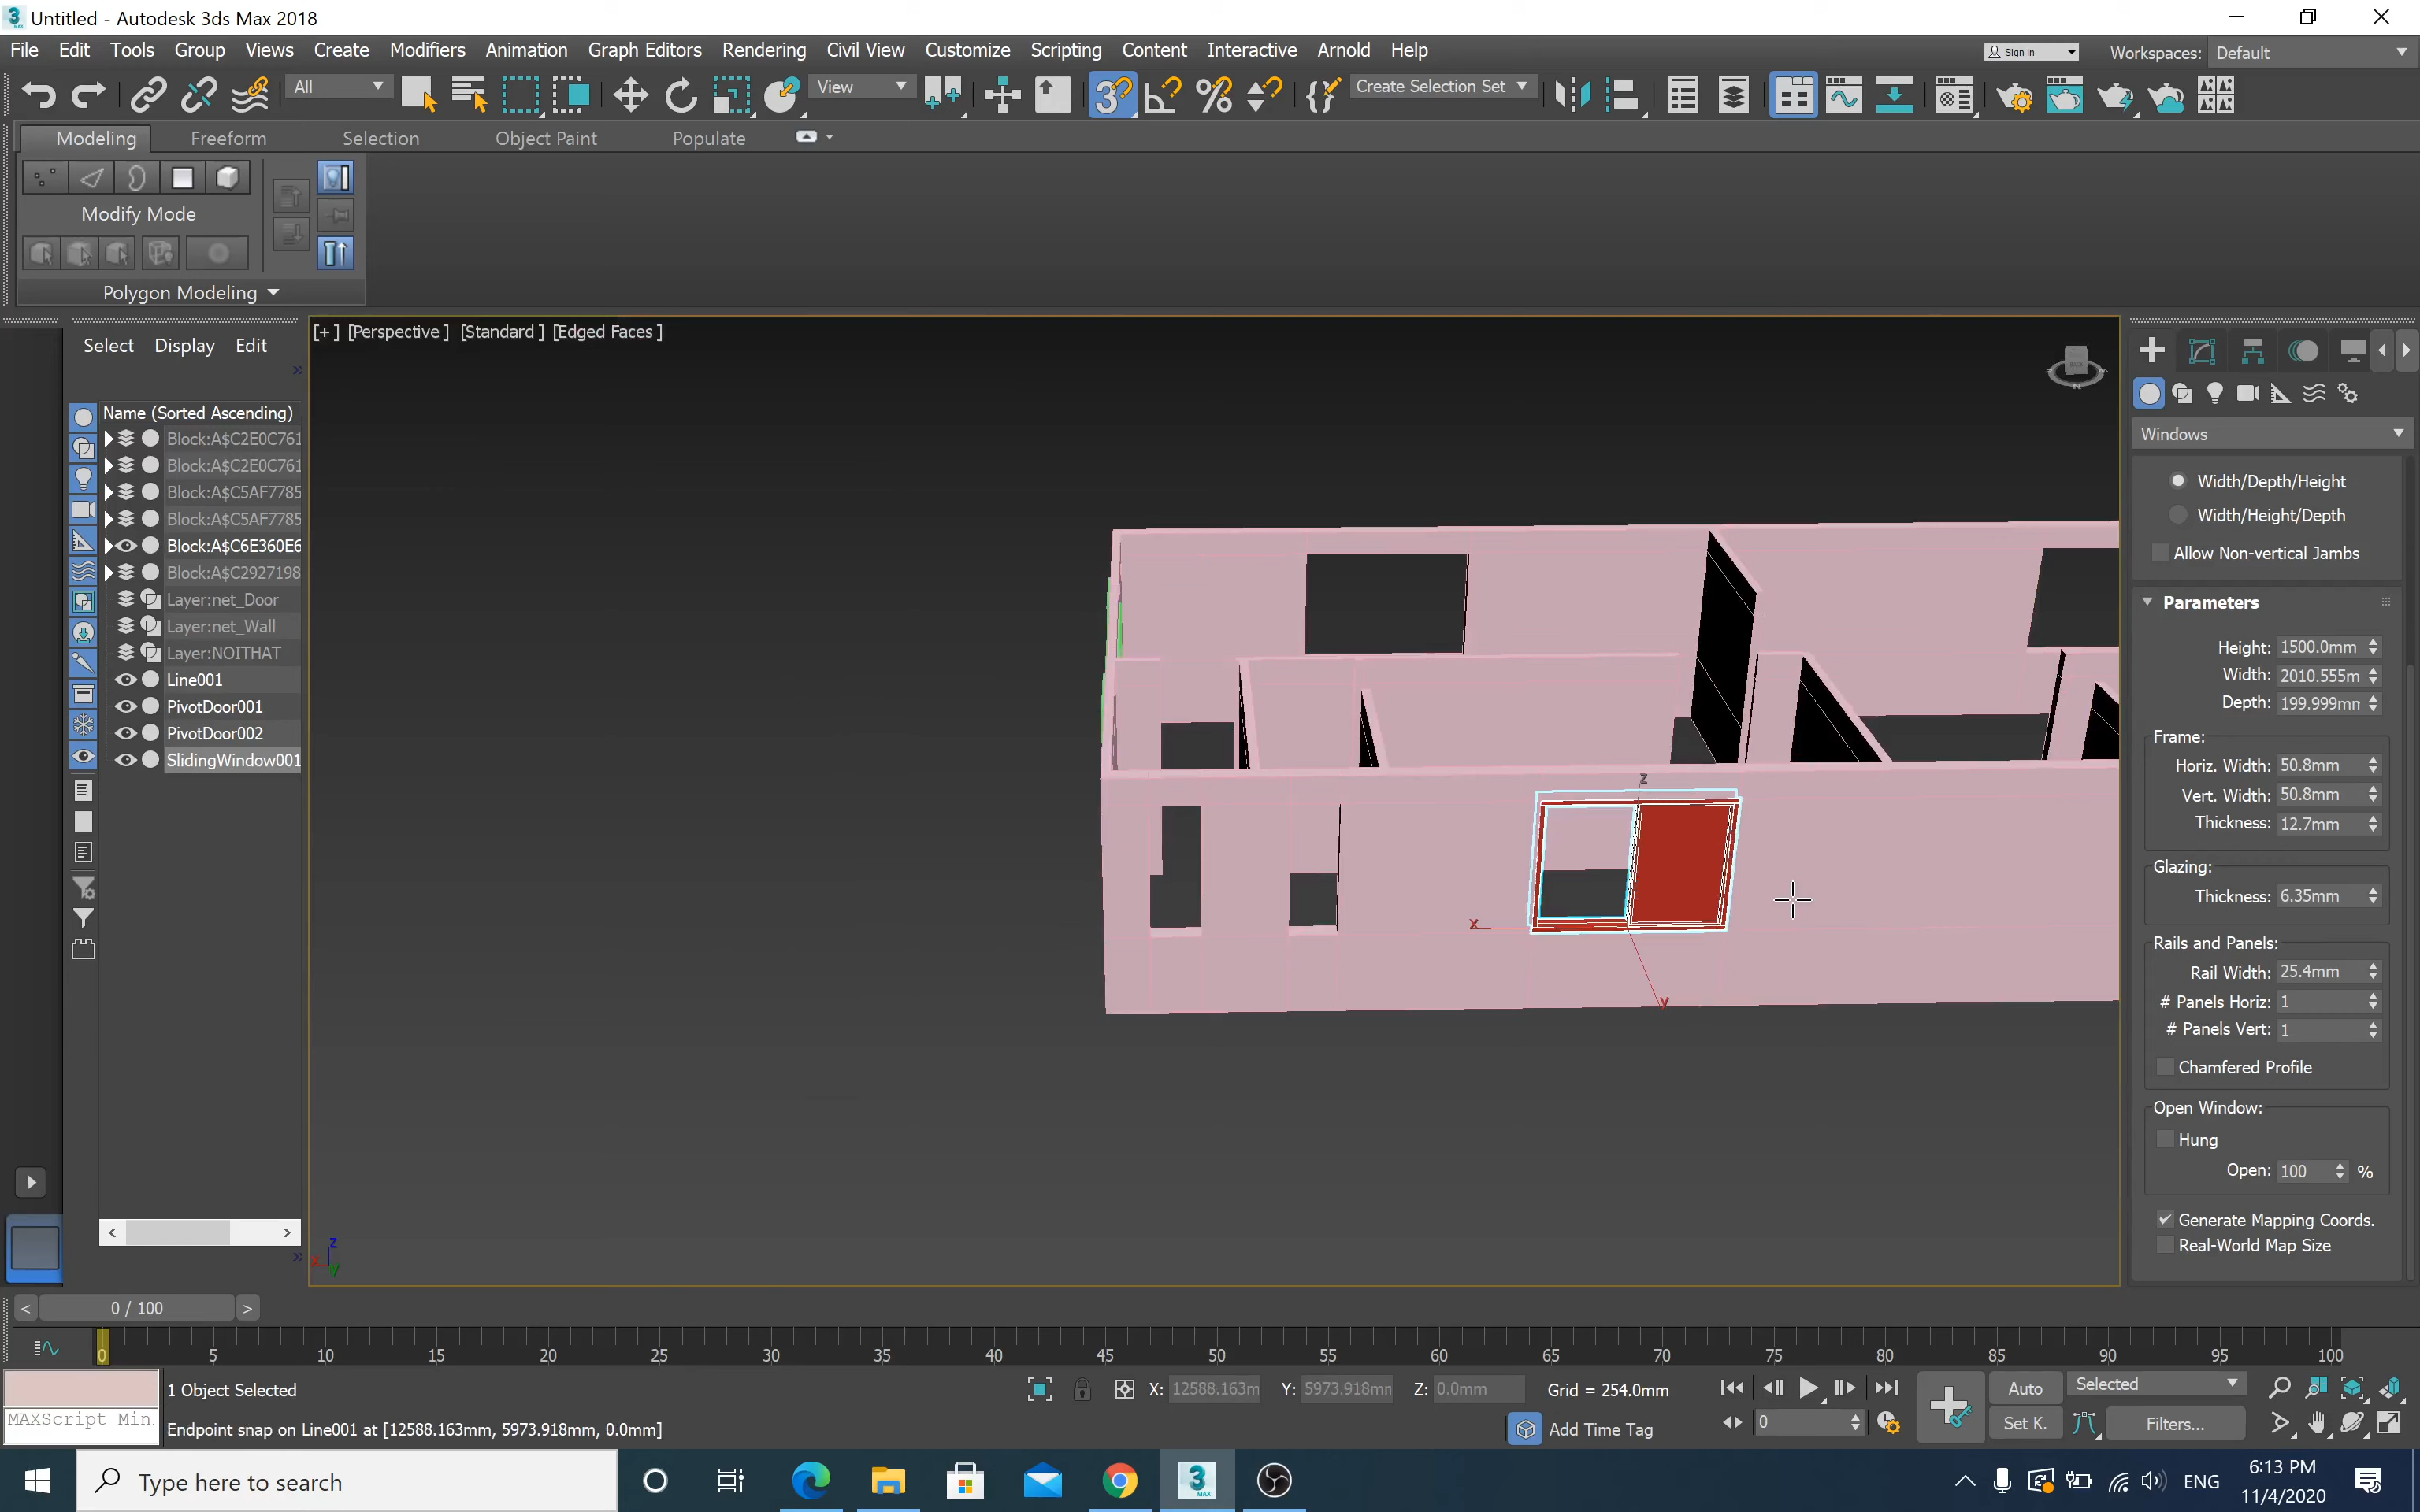 Untitled - Autodesk 3ds Max 2018
File Edit Tools Group Views Create Modifiers Animation Graph Editors Rendering Civil View Customize Scripting Content Interactive Arnold Help
Sign In Workspaces: Default
All View Create Selection Set
Modeling Freeform Selection Object Paint Populate
Modify Mode
Polygon Modeling
Select Display Edit
[+] [Perspective] [Standard] [Edged Faces]
Name (Sorted Ascending)
Block:A$C2E0C761
Block:A$C2E0C761
Block:A$C5AF7785
Block:A$C5AF7785
Block:A$C6E360E6
Block:A$C2927198
Layer:net_Door
Layer:net_Wall
Layer:NOITHAT
Line001
PivotDoor001
PivotDoor002
SlidingWindow001
z
x
y
z
x
y
Windows
Width/Depth/Height
Width/Height/Depth
Allow Non-vertical Jambs
Parameters
Height: 1500.0mm
Width: 2010.555m
Depth: 199.999mr
Frame:
Horiz. Width: 50.8mm
Vert. Width: 50.8mm
Thickness: 12.7mm
Glazing:
Thickness: 6.35mm
Rails and Panels:
Rail Width: 25.4mm
# Panels Horiz: 1
# Panels Vert: 1
Chamfered Profile
Open Window:
Hung
Open: 100 %
Generate Mapping Coords.
Real-World Map Size
< 0 / 100 >
0 5 10 15 20 25 30 35 40 45 50 55 60 65 70 75 80 85 90 95 100
1 Object Selected X: 12588.163m Y: 5973.918mr Z: 0.0mm Grid = 254.0mm Auto Selected
MAXScript Min Endpoint snap on Line001 at [12588.163mm, 5973.918mm, 0.0mm] Add Time Tag 0 Set K. Filters...
Type here to search
ENG
6:13 PM
11/4/2020